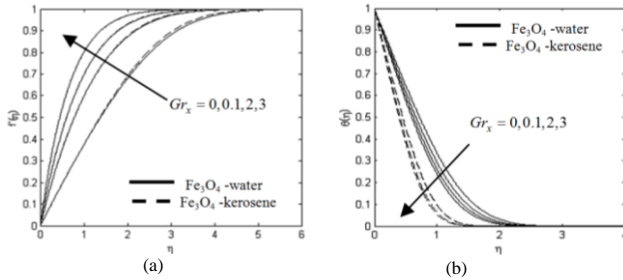 1
0.9
0.8
0.7
0.6
0.5
0.4
0.3
0.2
0.1
0
f'(η)
Gr_x = 0,0.1,2,3
Fe₃O₄ -water
Fe₃O₄ -kerosene
0 1 2 3 4 5 6
η
(a)
1
0.9
0.8
0.7
0.6
0.5
0.4
0.3
0.2
0.1
0
θ(η)
Fe₃O₄ -water
Fe₃O₄ -kerosene
Gr_x = 0,0.1,2,3
0 1 2 3 4
η
(b)